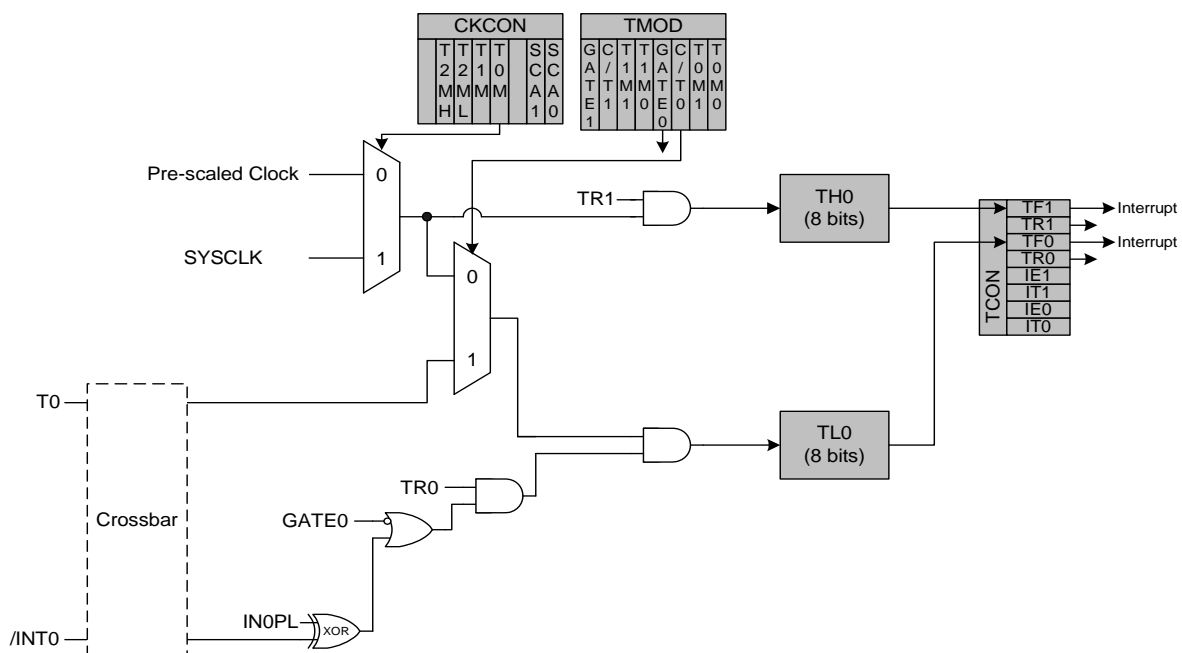 CKCON
T2MH
T2ML
T1M
T0M
SCA1
SCA0
TMOD
GATE1
C/T1
T1M1
T1M0
GATE0
C/T0
T0M1
T0M0
Pre-scaled Clock
0
SYSCLK
1
TR1
TH0
(8 bits)
TCON
TF1
TR1
TF0
TR0
IE1
IT1
IE0
IT0
Interrupt
Interrupt
0
1
T0
Crossbar
TL0
(8 bits)
TR0
GATE0
IN0PL
XOR
/INT0